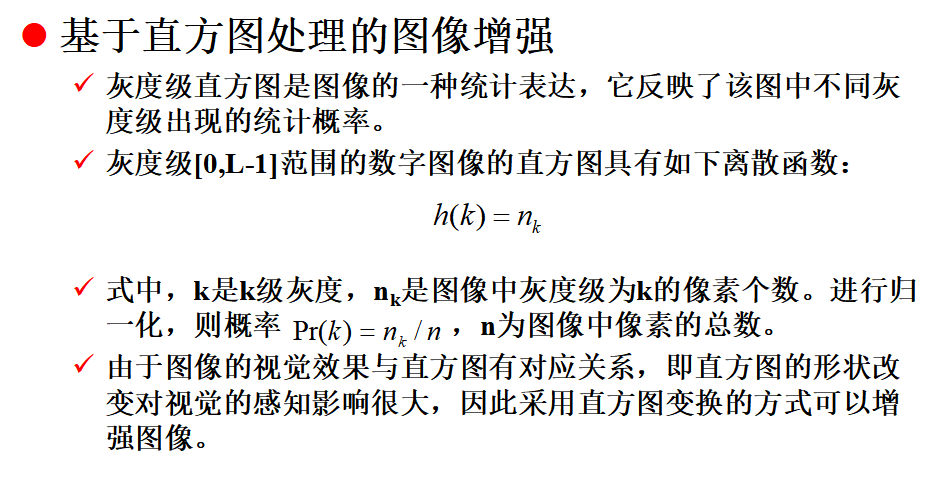 基于直方图处理的图像增强
灰度级直方图是图像的一种统计表达，它反映了该图中不同灰
度级出现的统计概率。
灰度级[0,L-1]范围的数字图像的直方图具有如下离散函数：
h(k) = nk
式中，k是k级灰度，nk是图像中灰度级为k的像素个数。进行归
一化，则概率 Pr(k) = nk / n ，n为图像中像素的总数。
由于图像的视觉效果与直方图有对应关系，即直方图的形状改
变对视觉的感知影响很大，因此采用直方图变换的方式可以增
强图像。